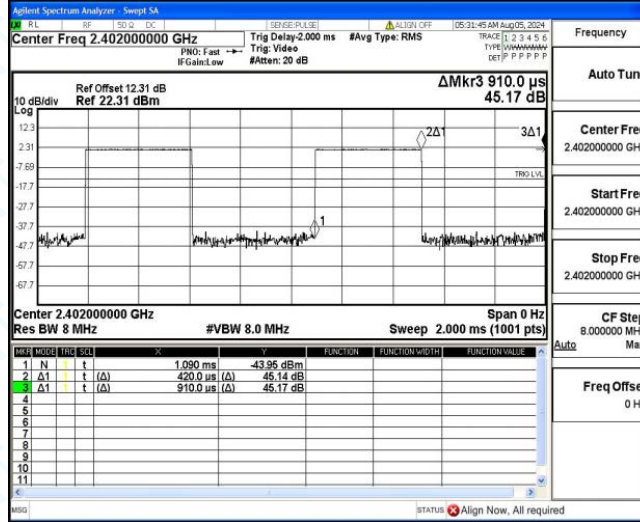 Agilent Spectrum Analyzer - Swept SA
RL RF 50 Ω DC SENSE:PULSE ALIGN OFF 05:31:45 AM Aug 05, 2024
Center Freq 2.402000000 GHz
PNO: Fast
IFGain:Low
Trig Delay-2.000 ms
Trig: Video
#Atten: 20 dB
#Avg Type: RMS
TRACE 1 2 3 4 5 6
TYPE
DET P P P P P P
Ref Offset 12.31 dB
10 dB/div Ref 22.31 dBm
Log
ΔMkr3 910.0 µs
45.17 dB
12.3
2.31
-7.69
-17.7
-27.7
-37.7
-47.7
-57.7
-67.7
2Δ1
3Δ1
TRIG LVL
1
Center 2.402000000 GHz Span 0 Hz
Res BW 8 MHz #VBW 8.0 MHz Sweep 2.000 ms (1001 pts)
MKR MODE TRC SCL X Y FUNCTION FUNCTION WIDTH FUNCTION VALUE
1 N 1 t 1.090 ms -43.95 dBm
2 Δ1 1 t (Δ) 420.0 µs (Δ) 45.14 dB
3 Δ1 1 t (Δ) 910.0 µs (Δ) 45.17 dB
4
5
6
7
8
9
10
11
MSG STATUS Align Now, All required
Frequency
Auto Tun
Center Fre
2.402000000 GH
Start Fre
2.402000000 GH
Stop Fre
2.402000000 GH
CF Step
8.000000 MH
Auto Ma
Freq Offse
0 H